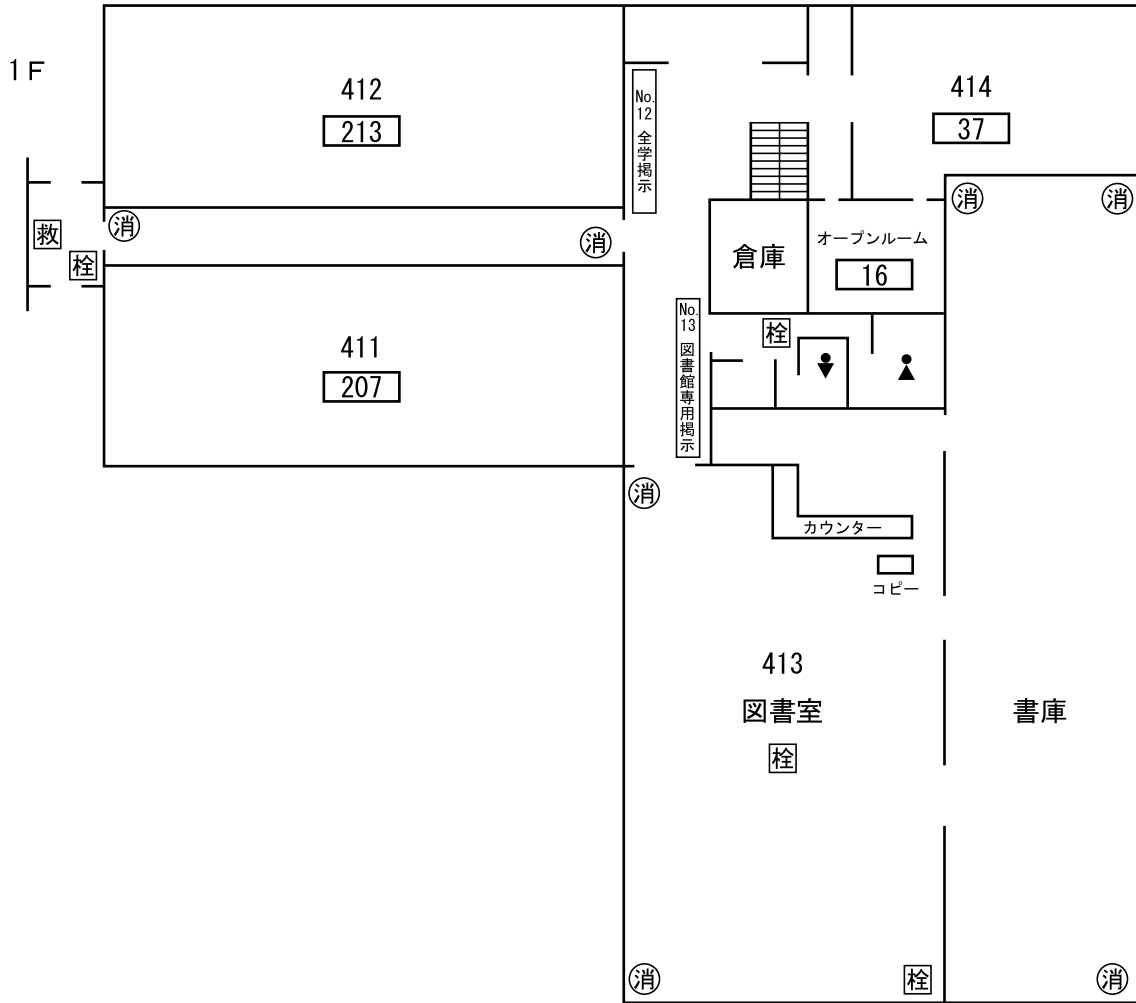 1F
412
213
No.12 全学掲示
414
37
消
消
消
消
救
栓
倉庫
オープンルーム
16
411
207
No.13 図書館専用掲示
栓
消
カウンター
コピー
413
図書室
書庫
栓
消
栓
消